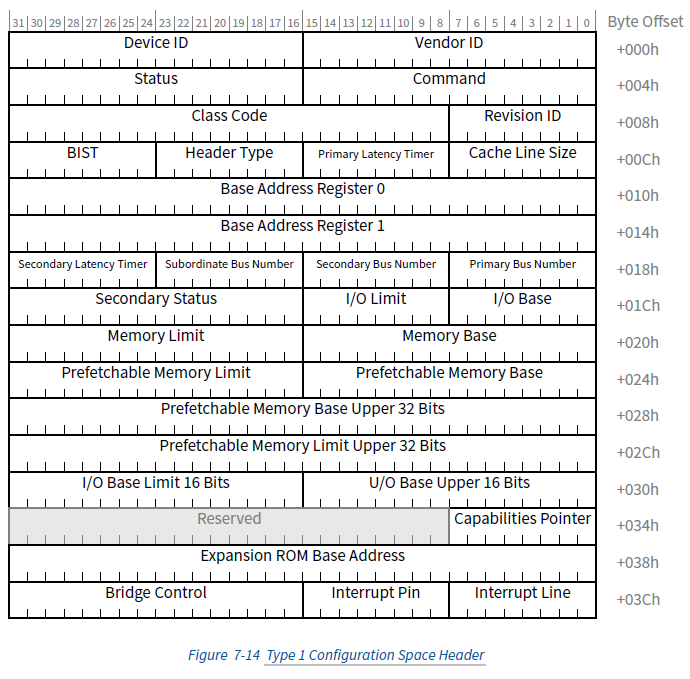 31 30 29 28 27 26 25 24 23 22 21 20 19 18 17 16 15 14 13 12 11 10 9 8 7 6 5 4 3 2 1 0 Byte Offset
Device ID Vendor ID +000h
Status Command +004h
Class Code Revision ID +008h
BIST Header Type Primary Latency Timer Cache Line Size +00Ch
Base Address Register 0 +010h
Base Address Register 1 +014h
Secondary Latency Timer Subordinate Bus Number Secondary Bus Number Primary Bus Number +018h
Secondary Status I/O Limit I/O Base +01Ch
Memory Limit Memory Base +020h
Prefetchable Memory Limit Prefetchable Memory Base +024h
Prefetchable Memory Base Upper 32 Bits +028h
Prefetchable Memory Limit Upper 32 Bits +02Ch
I/O Base Limit 16 Bits U/O Base Upper 16 Bits +030h
Reserved Capabilities Pointer +034h
Expansion ROM Base Address +038h
Bridge Control Interrupt Pin Interrupt Line +03Ch
Figure 7-14 Type 1 Configuration Space Header